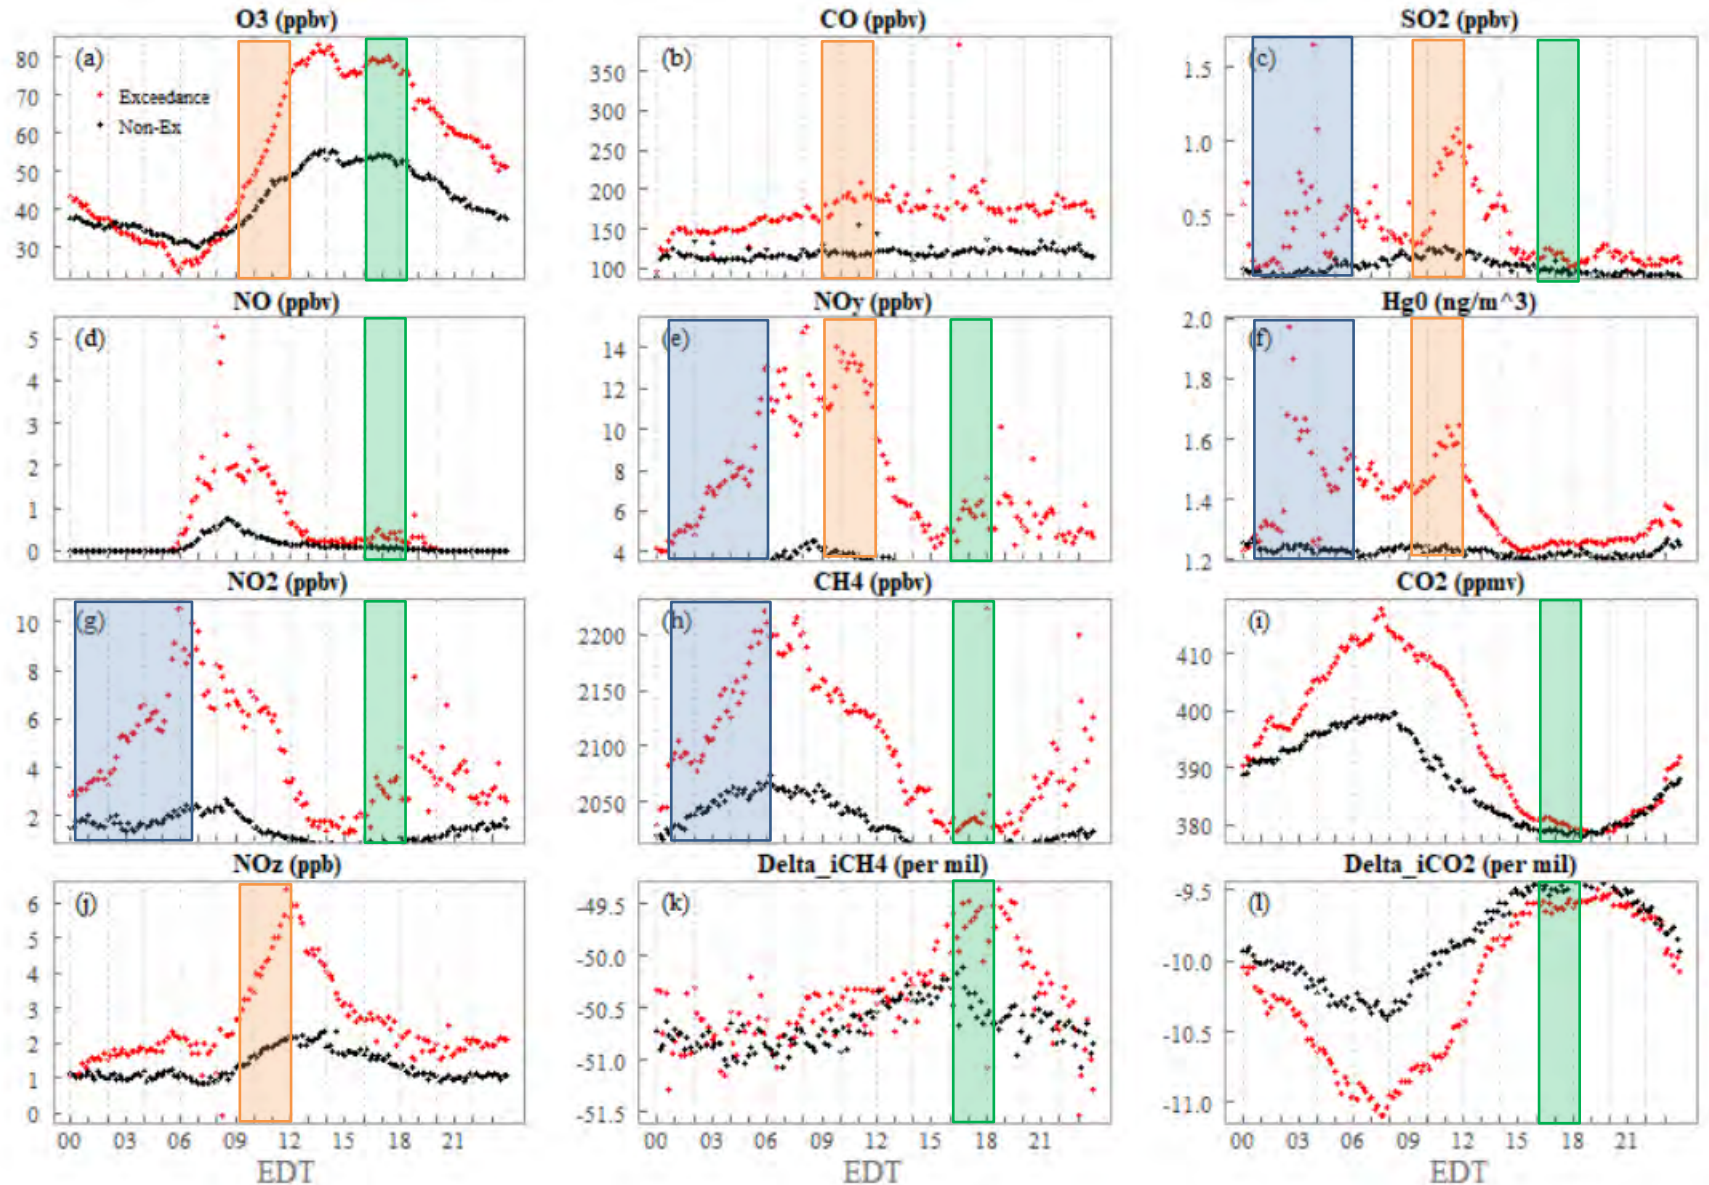 O3 (ppbv)
CO (ppbv)
SO2 (ppbv)
80
70
60
50
40
30
(a)
Exceedance
Non-Ex
350
300
250
200
150
100
(b)
1.5
1.0
0.5
(c)
NO (ppbv)
NOy (ppbv)
Hg0 (ng/m^3)
5
4
3
2
1
0
(d)
14
12
10
8
6
4
(e)
2.0
1.8
1.6
1.4
1.2
(f)
NO2 (ppbv)
CH4 (ppbv)
CO2 (ppmv)
10
8
6
4
2
(g)
2200
2150
2100
2050
(h)
410
400
390
380
(i)
NOz (ppb)
Delta_iCH4 (per mil)
Delta_iCO2 (per mil)
6
5
4
3
2
1
0
(j)
-49.5
-50.0
-50.5
-51.0
-51.5
(k)
-9.5
-10.0
-10.5
-11.0
(l)
00 03 06 09 12 15 18 21
00 03 06 09 12 15 18 21
00 03 06 09 12 15 18 21
EDT
EDT
EDT